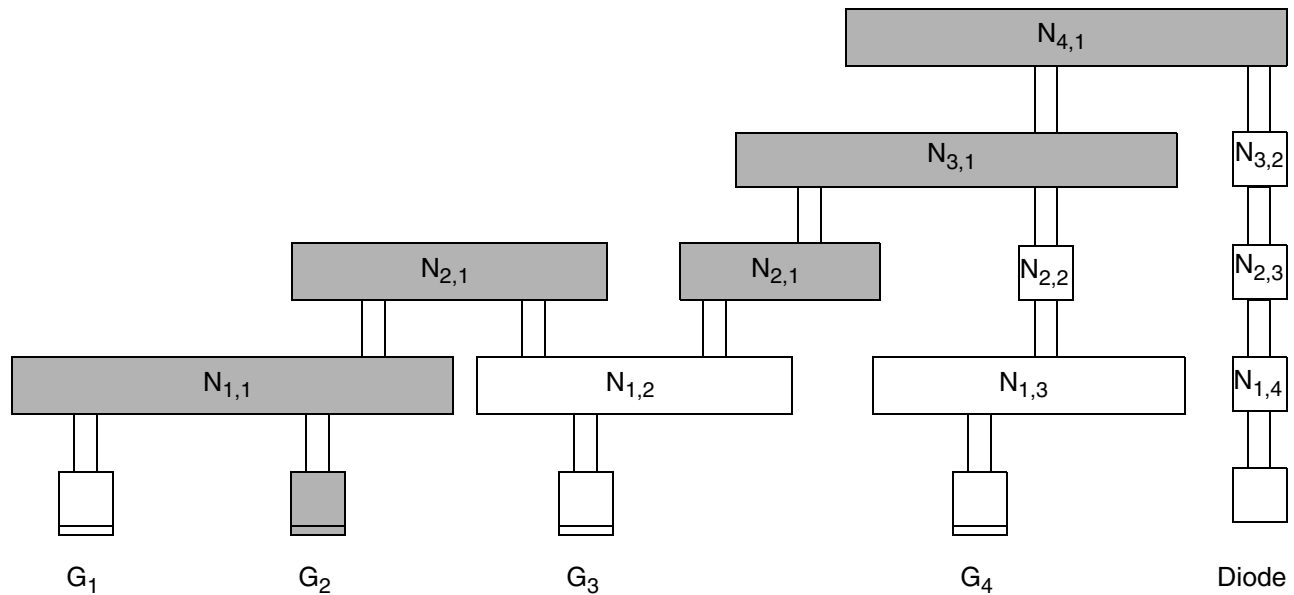 N4,1
N3,1
N3,2
N2,1
N2,1
N2,2
N2,3
N1,1
N1,2
N1,3
N1,4
G1
G2
G3
G4
Diode